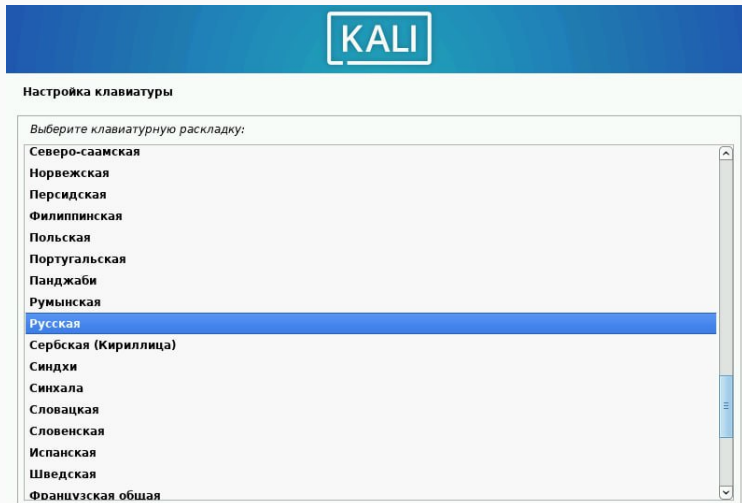 KALI
Настройка клавиатуры
Выберите клавиатурную раскладку:
Северо-саамская
Норвежская
Персидская
Филиппинская
Польская
Португальская
Панджаби
Румынская
Русская
Сербская (Кириллица)
Синдхи
Синхала
Словацкая
Словенская
Испанская
Шведская
Французская общая